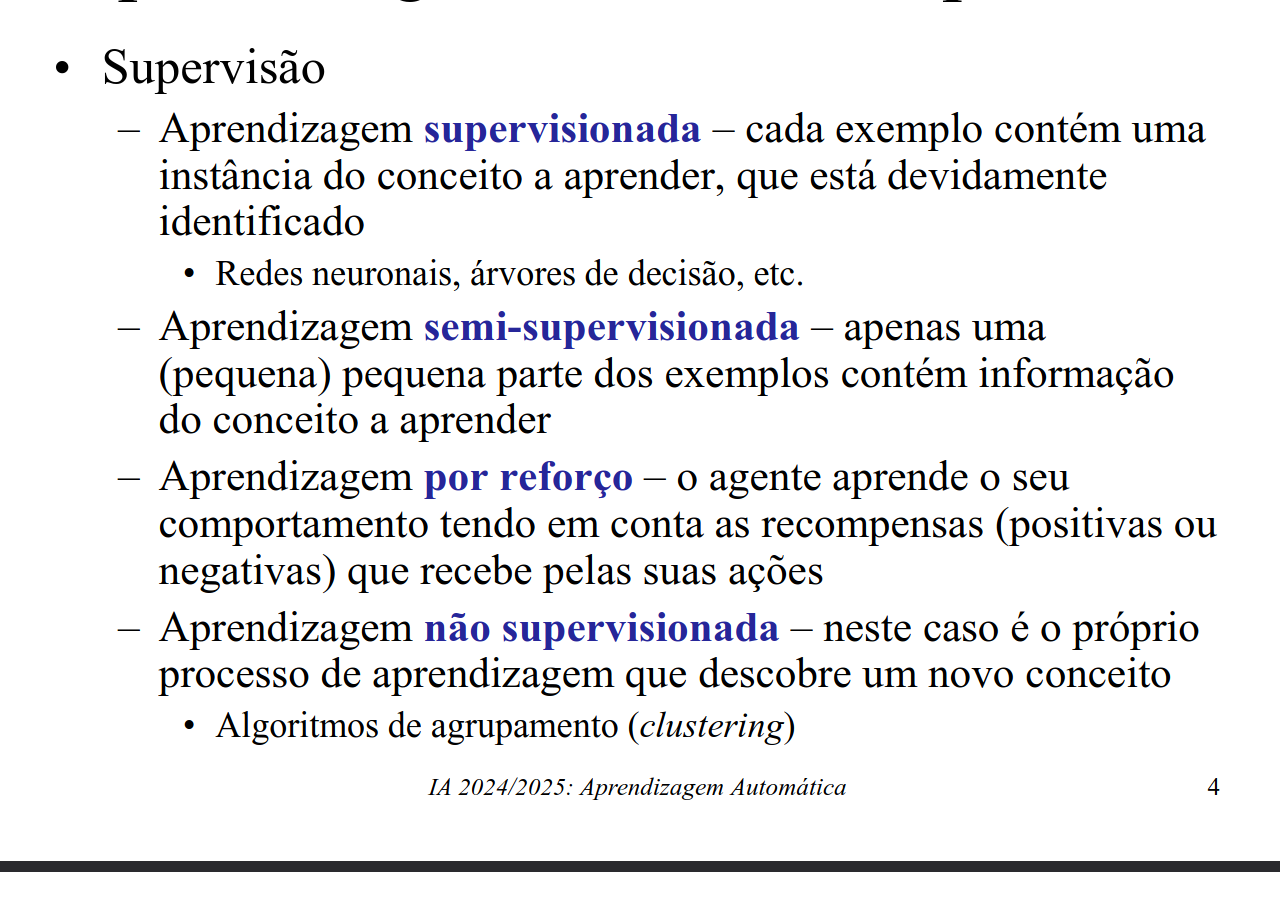 • Supervisão
– Aprendizagem supervisionada – cada exemplo contém uma
instância do conceito a aprender, que está devidamente
identificado
• Redes neuronais, árvores de decisão, etc.
– Aprendizagem semi-supervisionada – apenas uma
(pequena) pequena parte dos exemplos contém informação
do conceito a aprender
– Aprendizagem por reforço – o agente aprende o seu
comportamento tendo em conta as recompensas (positivas ou
negativas) que recebe pelas suas ações
– Aprendizagem não supervisionada – neste caso é o próprio
processo de aprendizagem que descobre um novo conceito
• Algoritmos de agrupamento (clustering)
IA 2024/2025: Aprendizagem Automática 4